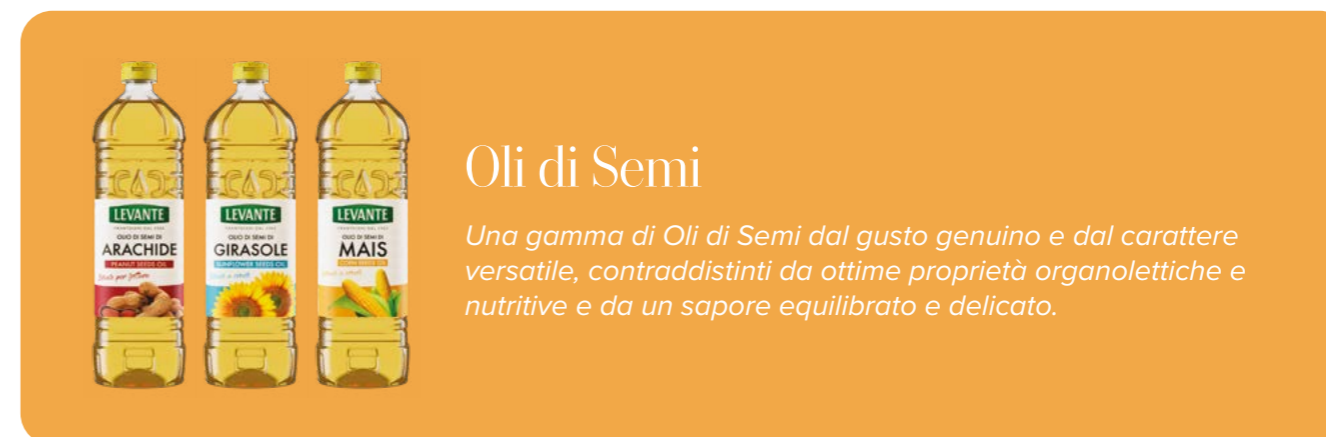 LEVANTE
OLIO DI SEMI DI
ARACHIDE
PEANUT SEEDS OIL
LEVANTE
OLIO DI SEMI DI
GIRASOLE
SUNFLOWER SEEDS OIL
LEVANTE
OLIO DI SEMI DI
MAIS
CORN SEEDS OIL
Oli di Semi
Una gamma di Oli di Semi dal gusto genuino e dal carattere
versatile, contraddistinti da ottime proprietà organolettiche e
nutritive e da un sapore equilibrato e delicato.